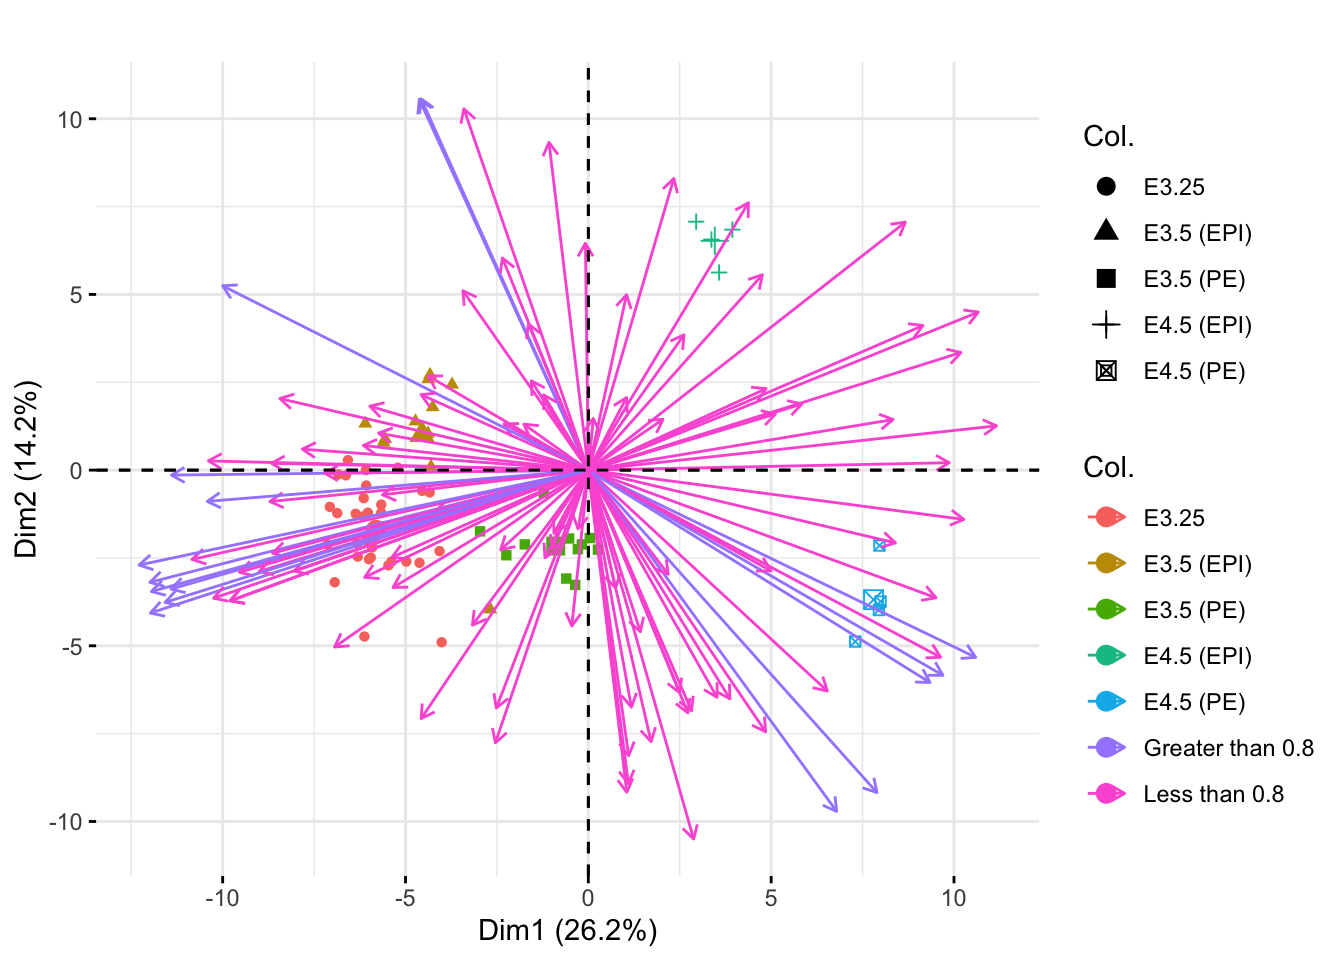 Dim2 (14.2%)
10
5
0
-5
-10
-10
-5
0
5
10
Dim1 (26.2%)
Col.
E3.25
E3.5 (EPI)
E3.5 (PE)
E4.5 (EPI)
E4.5 (PE)
Col.
E3.25
E3.5 (EPI)
E3.5 (PE)
E4.5 (EPI)
E4.5 (PE)
Greater than 0.8
Less than 0.8